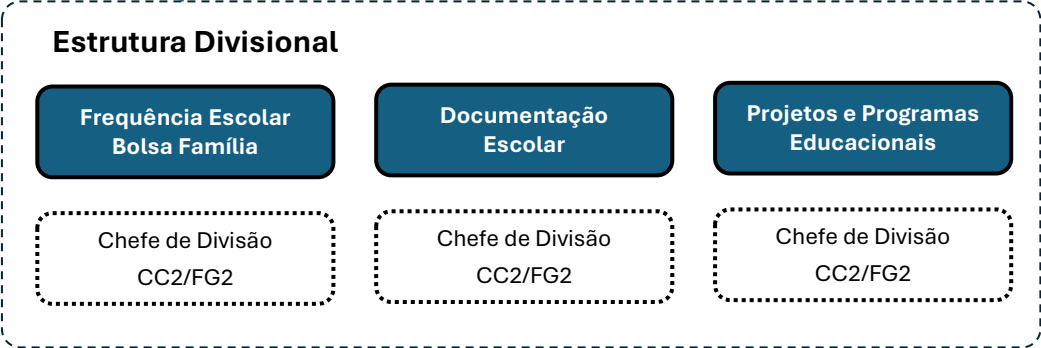 Estrutura Divisional
Frequência Escolar
Bolsa Família
Documentação
Escolar
Projetos e Programas
Educacionais
Chefe de Divisão
CC2/FG2
Chefe de Divisão
CC2/FG2
Chefe de Divisão
CC2/FG2